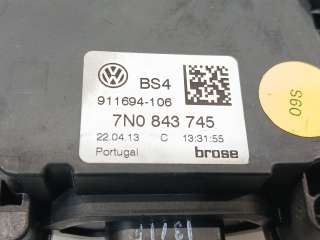 BS4
911694-106
7N0 843 745
22.04.13 C 13:31:55
Portugal brose
S60